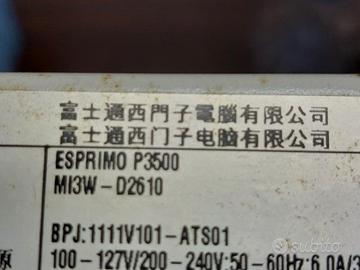 富士通西門子電腦有限公司
富士通西门子电脑有限公司
ESPRIMO P3500
MI3W-D2610
BPJ:1111V101-ATS01
源
100-127V/200-240V:50-60Hz:6.0A/3
subito